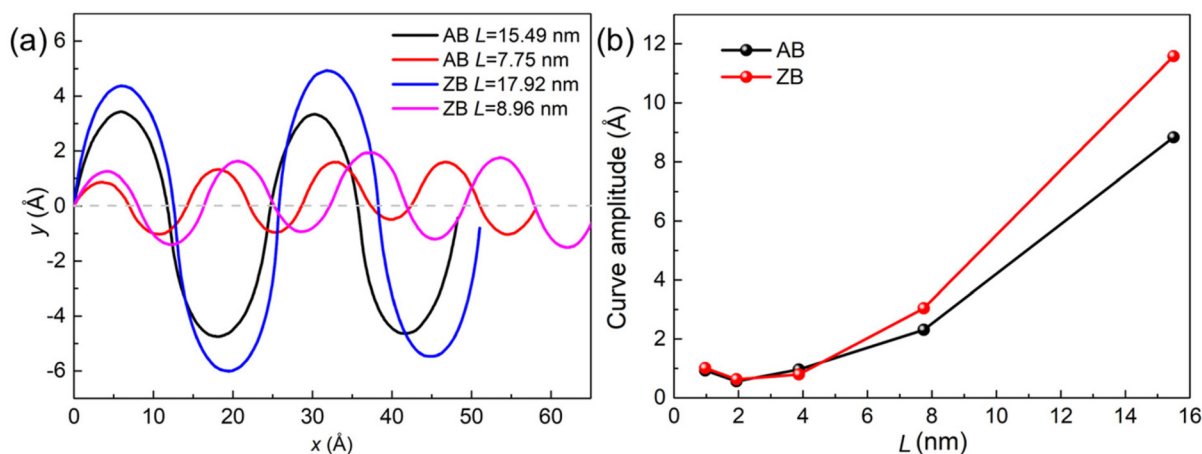 (a)
AB L=15.49 nm
AB L=7.75 nm
ZB L=17.92 nm
ZB L=8.96 nm
y (Å)
6
4
2
0
-2
-4
-6
0 10 20 30 40 50 60
x (Å)
(b)
AB
ZB
Curve amplitude (Å)
12
10
8
6
4
2
0
0 2 4 6 8 10 12 14 16
L (nm)